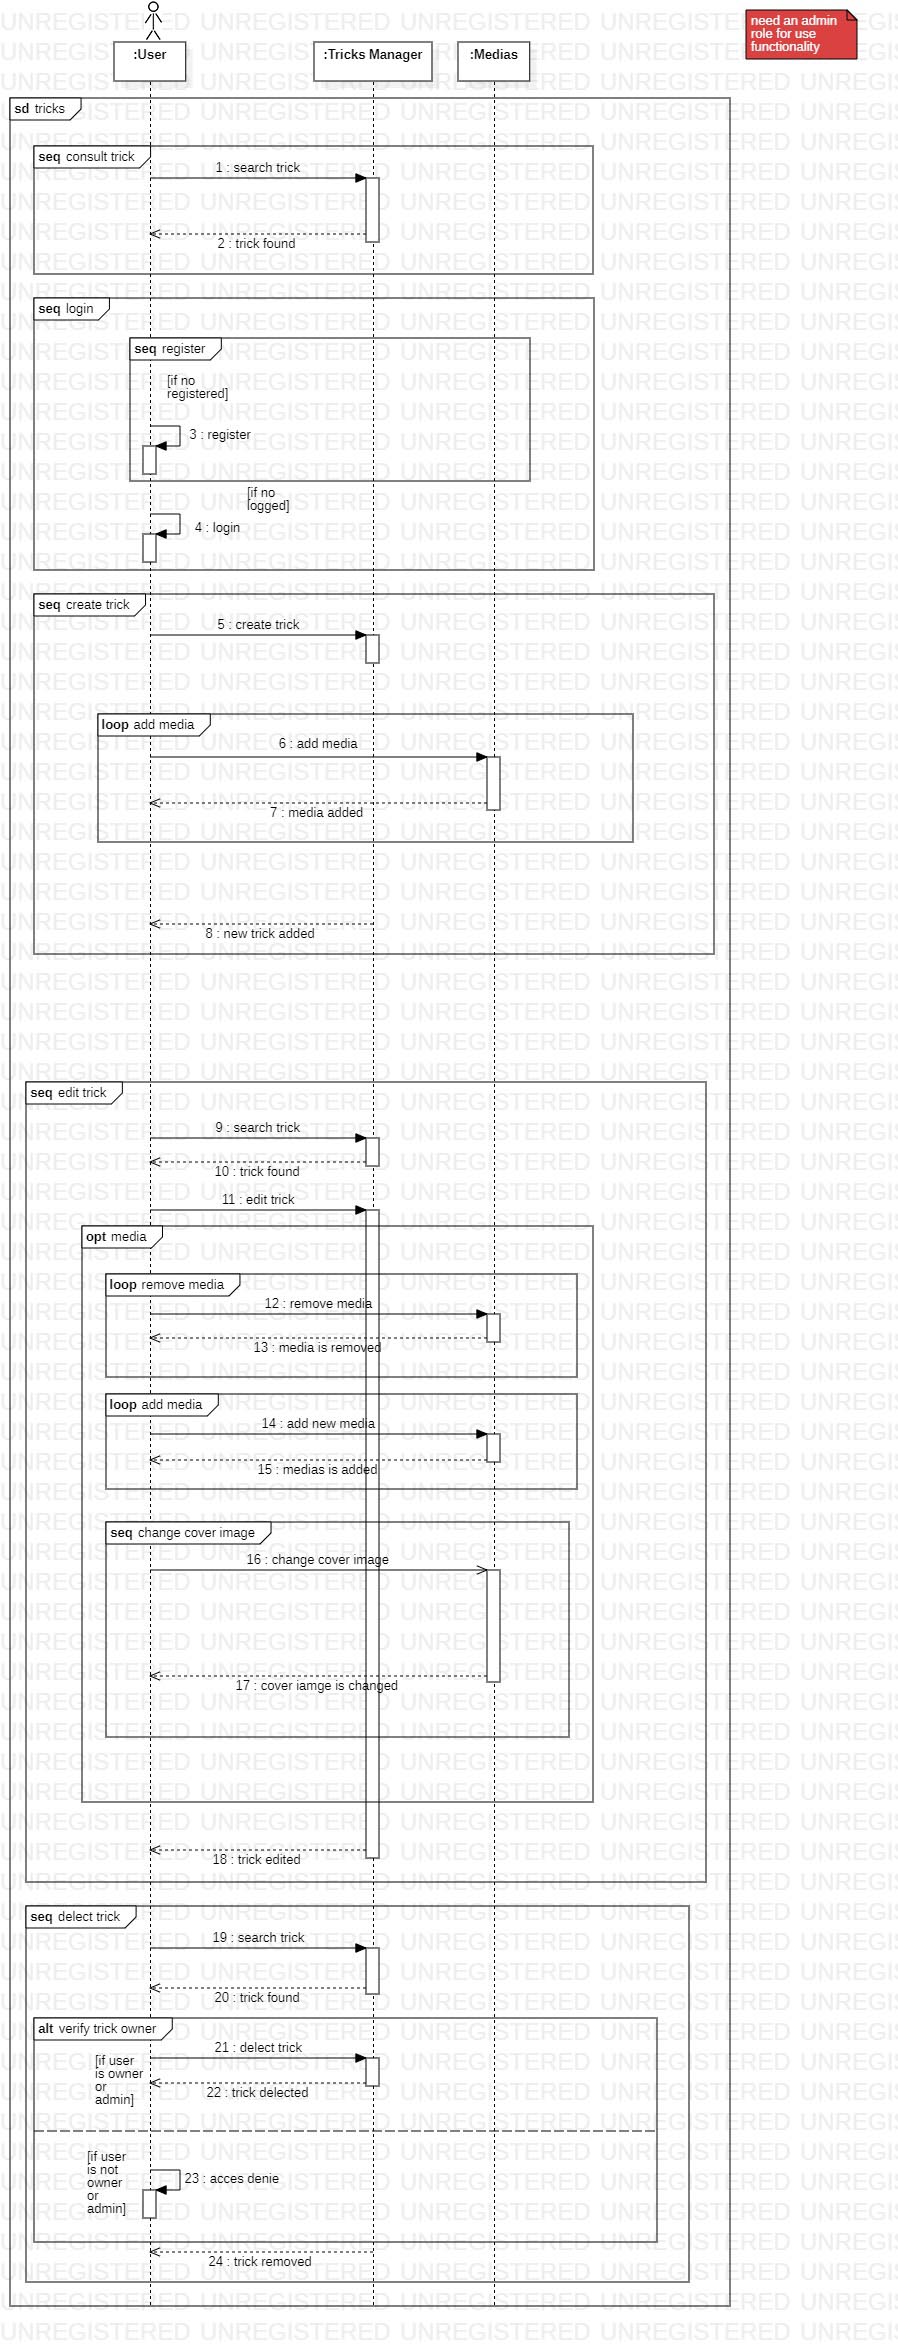 need an admin
role for use
functionality
:User
:Tricks Manager
:Medias
sd tricks
seq consult trick
1 : search trick
2 : trick found
seq login
seq register
[if no
registered]
3 : register
[if no
logged]
4 : login
seq create trick
5 : create trick
loop add media
6 : add media
7 : media added
8 : new trick added
seq edit trick
9 : search trick
10 : trick found
11 : edit trick
opt media
loop remove media
12 : remove media
13 : media is removed
loop add media
14 : add new media
15 : medias is added
seq change cover image
16 : change cover image
17 : cover iamge is changed
18 : trick edited
seq delect trick
19 : search trick
20 : trick found
alt verify trick owner
21 : delect trick
[if user
is owner
or
admin]
22 : trick delected
[if user
is not
owner
or
admin]
23 : acces denie
24 : trick removed
UNREGISTERED